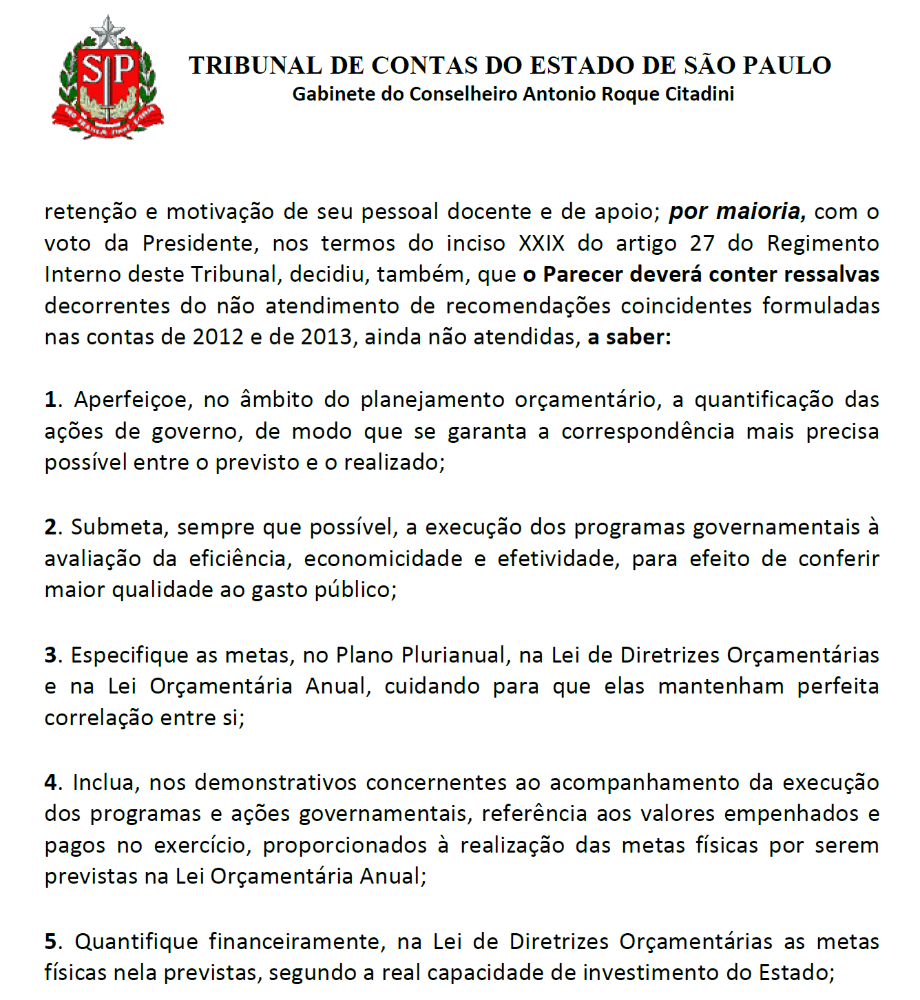 SP
TRIBUNAL DE CONTAS DO ESTADO DE SÃO PAULO
Gabinete do Conselheiro Antonio Roque Citadini
retenção e motivação de seu pessoal docente e de apoio; por maioria, com o
voto da Presidente, nos termos do inciso XXIX do artigo 27 do Regimento
Interno deste Tribunal, decidiu, também, que o Parecer deverá conter ressalvas
decorrentes do não atendimento de recomendações coincidentes formuladas
nas contas de 2012 e de 2013, ainda não atendidas, a saber:
1. Aperfeiçoe, no âmbito do planejamento orçamentário, a quantificação das
ações de governo, de modo que se garanta a correspondência mais precisa
possível entre o previsto e o realizado;
2. Submeta, sempre que possível, a execução dos programas governamentais à
avaliação da eficiência, economicidade e efetividade, para efeito de conferir
maior qualidade ao gasto público;
3. Especifique as metas, no Plano Plurianual, na Lei de Diretrizes Orçamentárias
e na Lei Orçamentária Anual, cuidando para que elas mantenham perfeita
correlação entre si;
4. Inclua, nos demonstrativos concernentes ao acompanhamento da execução
dos programas e ações governamentais, referência aos valores empenhados e
pagos no exercício, proporcionados à realização das metas físicas por serem
previstas na Lei Orçamentária Anual;
5. Quantifique financeiramente, na Lei de Diretrizes Orçamentárias as metas
físicas nela previstas, segundo a real capacidade de investimento do Estado;